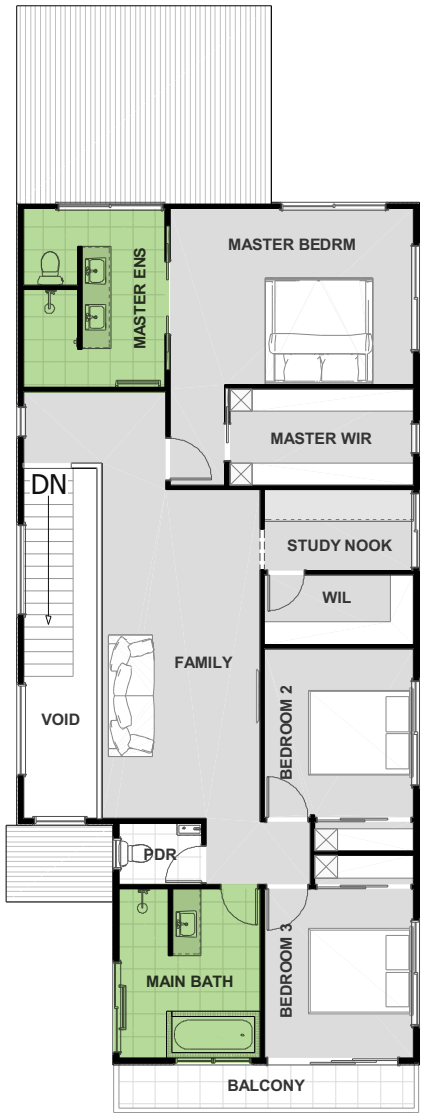 MASTER BEDRM
MASTER ENS
MASTER WIR
DN
STUDY NOOK
WIL
FAMILY
BEDROOM 2
VOID
PDR
BEDROOM 3
MAIN BATH
BALCONY